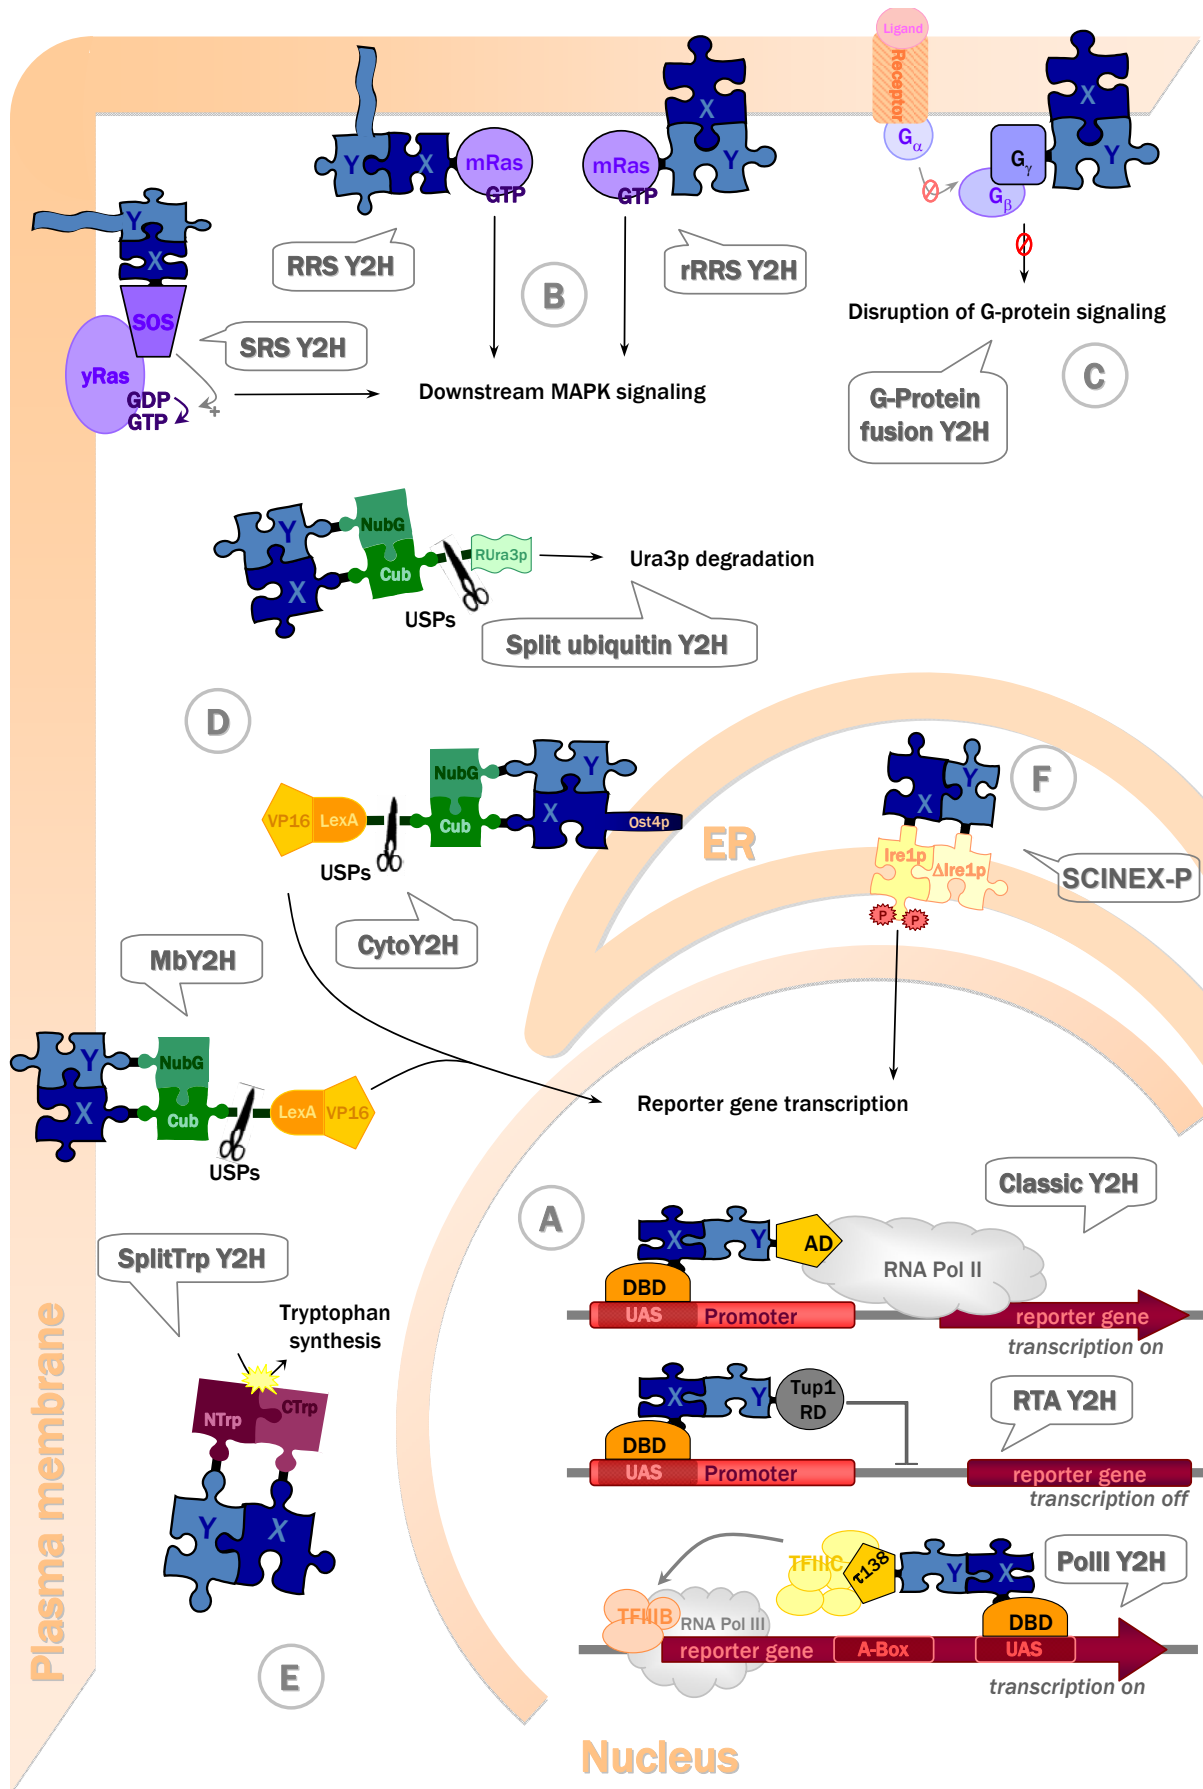 Ligand
Receptor
Gα
Gβ
Gγ
X
Y
Y
X
mRas
GTP
mRas
GTP
X
Y
RRS Y2H
B
rRRS Y2H
Y
X
SOS
yRas
GDP
GTP
+
SRS Y2H
Downstream MAPK signaling
Disruption of G-protein signaling
C
G-Protein
fusion Y2H
Y
X
NubG
Cub
RUra3p
USPs
Ura3p degradation
Split ubiquitin Y2H
D
VP16
LexA
USPs
NubG
Cub
Y
X
Ost4p
CytoY2H
ER
X
Y
Ire1p
ΔIre1p
P
P
F
SCINEX-P
MbY2H
Y
X
NubG
Cub
USPs
LexA
VP16
Reporter gene transcription
A
Classic Y2H
X
Y
AD
RNA Pol II
DBD
UAS
Promoter
reporter gene
transcription on
SplitTrp Y2H
Tryptophan
synthesis
NTrp
CTrp
Y
X
E
X
Y
Tup1
RD
RTA Y2H
DBD
UAS
Promoter
reporter gene
transcription off
TFIIIC
τ138
Y
X
PolII Y2H
TFIIIB
RNA Pol III
DBD
reporter gene
A-Box
UAS
transcription on
Plasma membrane
Nucleus